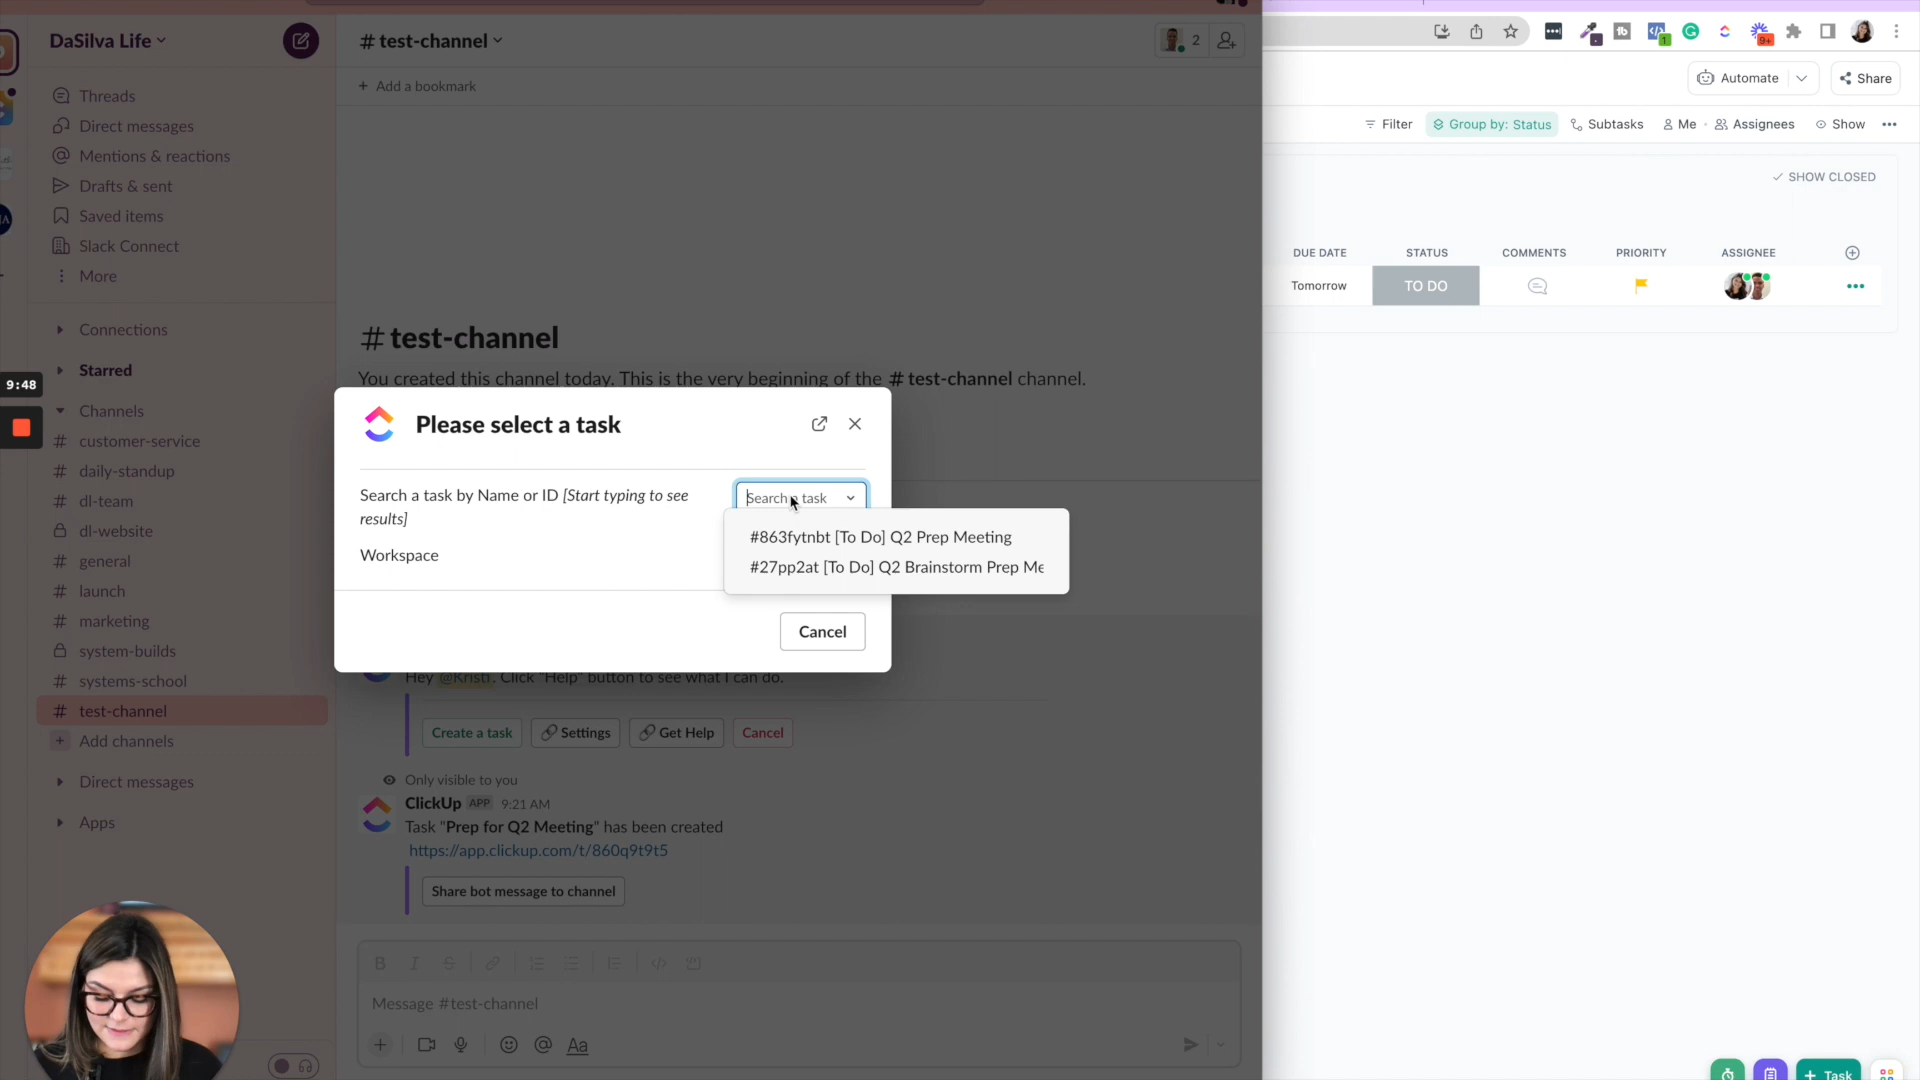 DaSilva Life
Threads
Direct messages
Mentions & reactions
Drafts & sent
Saved items
Slack Connect
More
Connections
Starred
Channels
# customer-service
# daily-standup
# dl-team
dl-website
# general
# launch
# marketing
system-builds
# systems-school
# test-channel
+ Add channels
Direct messages
Apps
9:48
# test-channel
2
+ Add a bookmark
# test-channel
You created this channel today. This is the very beginning of the # test-channel channel.
Please select a task
Search a task by Name or ID [Start typing to see
results]
Search a task
#863fytnbt [To Do] Q2 Prep Meeting
#27pp2at [To Do] Q2 Brainstorm Prep Me
Workspace
Cancel
Hey @Kristi. Click "Help" button to see what I can do.
Create a task
Settings
Get Help
Cancel
Only visible to you
ClickUp APP 9:21 AM
Task "Prep for Q2 Meeting" has been created
https://app.clickup.com/t/860q9t9t5
Share bot message to channel
Message #test-channel
Aa
9+
1
Automate
Share
Filter
Group by: Status
Subtasks
Me
Assignees
Show
SHOW CLOSED
DUE DATE STATUS COMMENTS PRIORITY ASSIGNEE
Tomorrow TO DO
+ Task